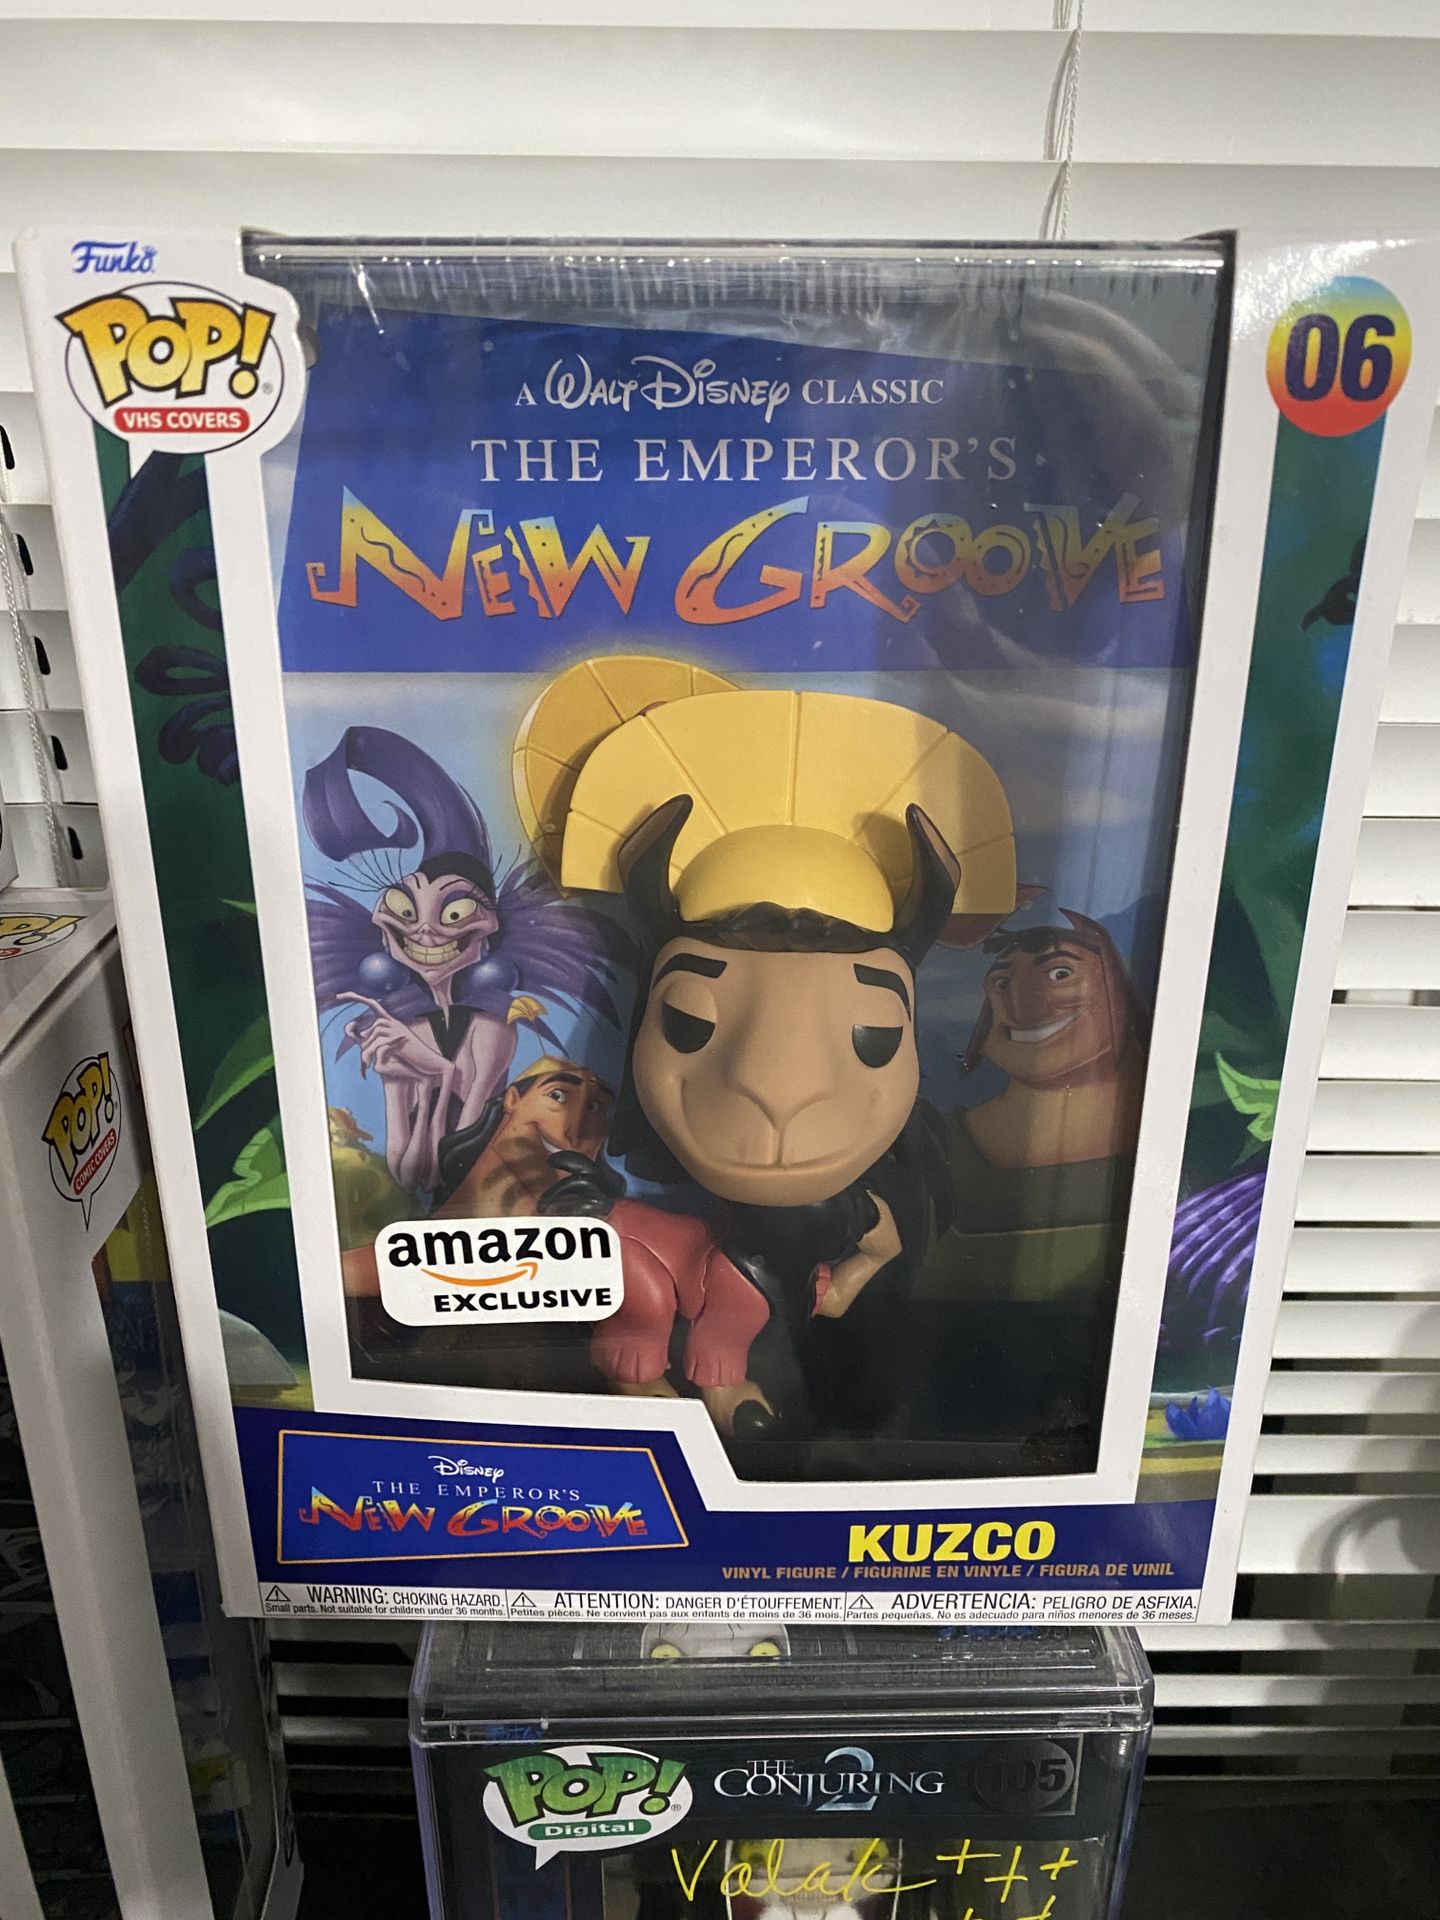 Funko
POP!
VHS COVERS
06
A WALT DISNEY CLASSIC
THE EMPEROR'S
NEW GROOVE
POP!
COMIC COVERS
amazon
EXCLUSIVE
DISNEY
THE EMPEROR'S
NEW GROOVE
KUZCO
VINYL FIGURE / FIGURINE EN VINYLE / FIGURA DE VINIL
WARNING: CHOKING HAZARD.
Small parts. Not suitable for children under 36 months.
ATTENTION: DANGER D'ÉTOUFFEMENT.
Petites pièces. Ne convient pas aux enfants de moins de 36 mois.
ADVERTENCIA: PELIGRO DE ASFIXIA.
Partes pequeñas. No es adecuado para niños menores de 36 meses.
Funko
POP!
Digital
THE
CONJURING
2
Valak +++